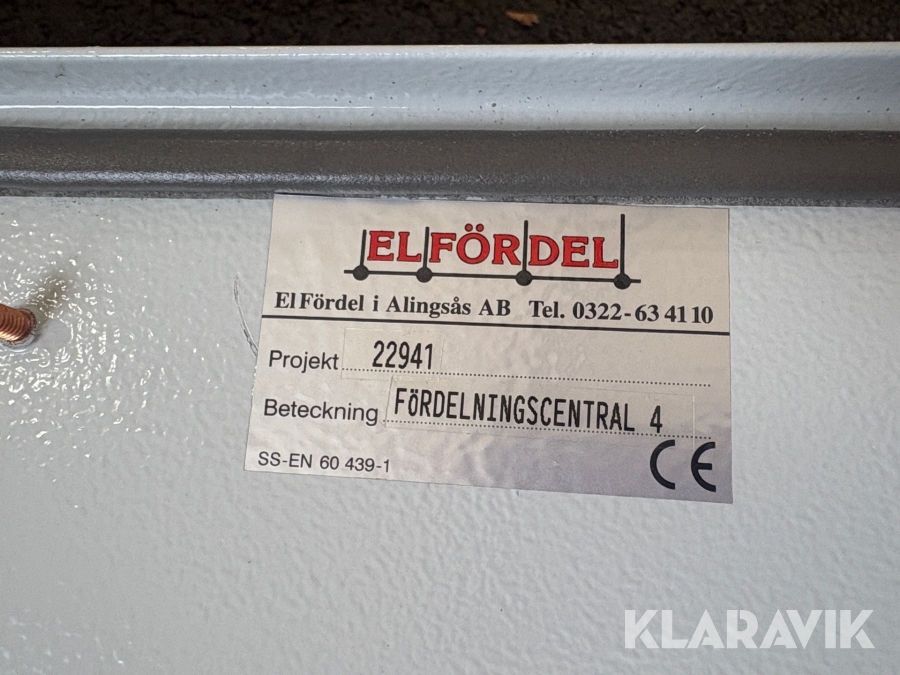 ELFÖRDEL
El Fördel i Alingsås AB Tel. 0322-63 41 10
Projekt 22941
Beteckning FöRDELNINGSCENTRAL 4
SS-EN 60 439-1
CE
KLARAVIK